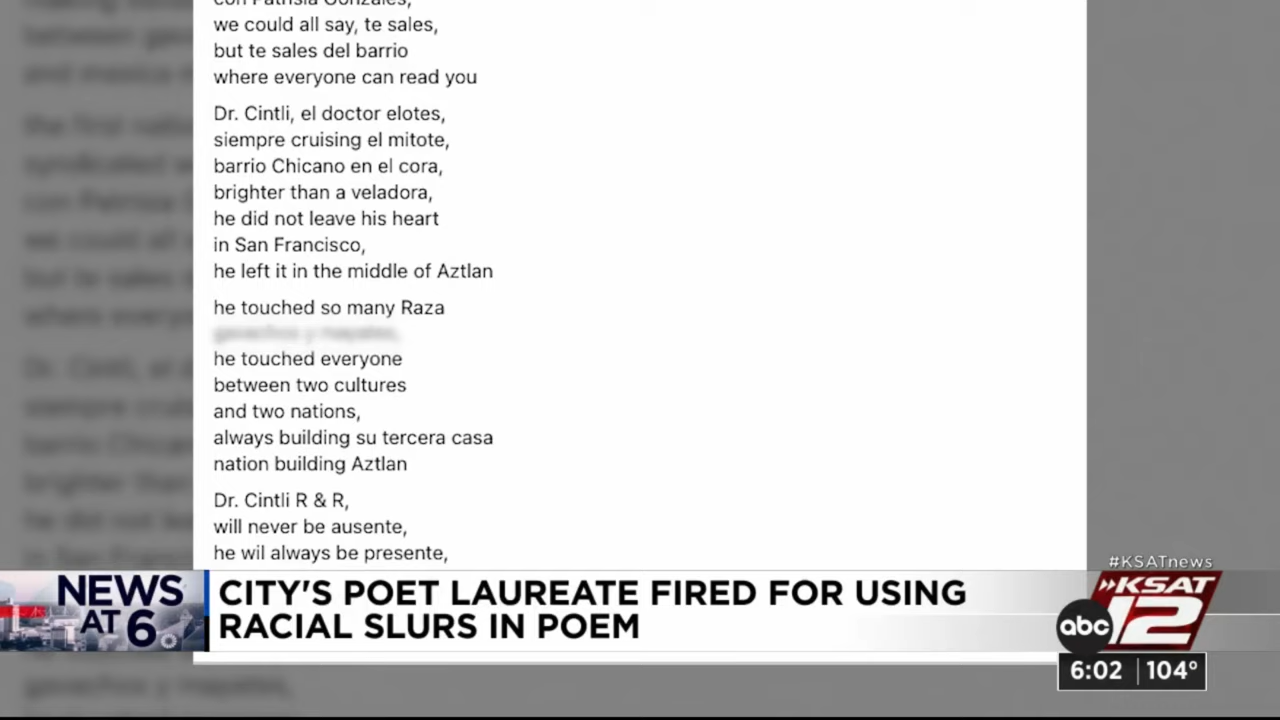 we could all say, te sales,
but te sales del barrio
where everyone can read you
Dr. Cintli, el doctor elotes,
siempre cruising el mitote,
barrio Chicano en el cora,
brighter than a veladora,
he did not leave his heart
in San Francisco,
he left it in the middle of Aztlan
he touched so many Raza
he touched everyone
between two cultures
and two nations,
always building su tercera casa
nation building Aztlan
Dr. Cintli R & R,
will never be ausente,
he wil always be presente,
#KSATnews
NEWS
AT 6
CITY'S POET LAUREATE FIRED FOR USING
RACIAL SLURS IN POEM
KSAT
abc 12
6:02 104°